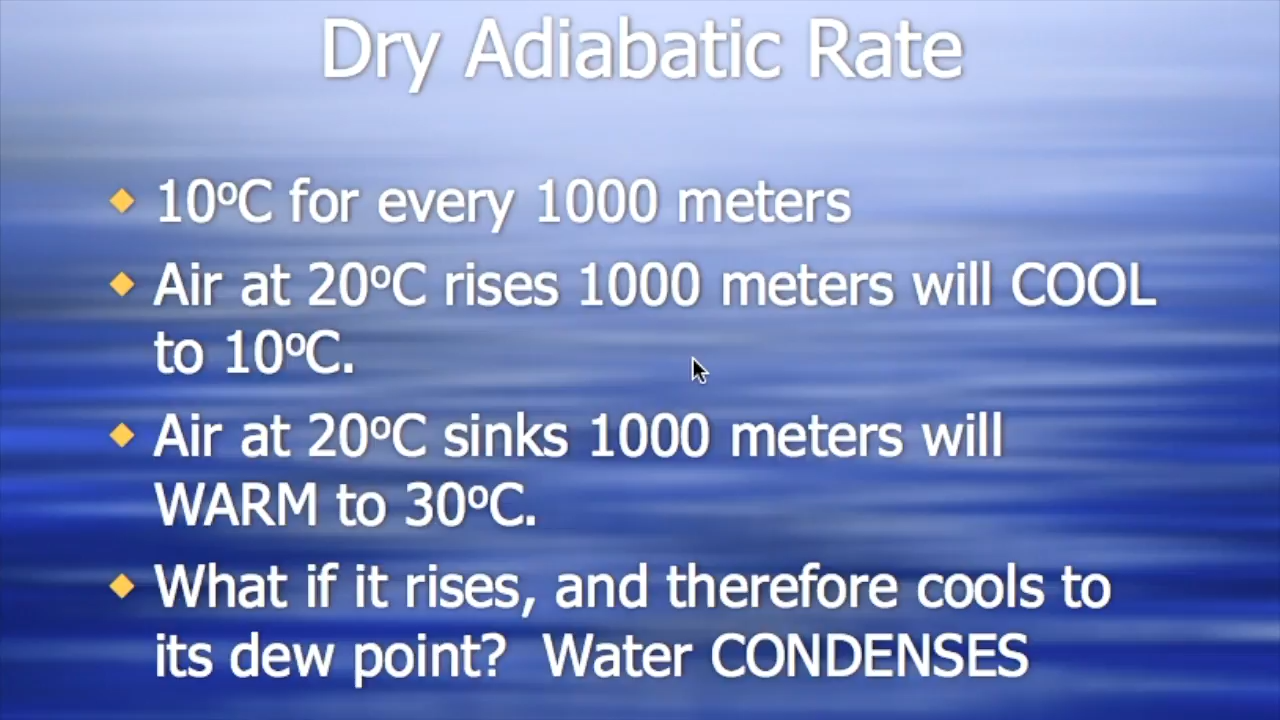 Dry Adiabatic Rate
10ºC for every 1000 meters
Air at 20ºC rises 1000 meters will COOL
to 10ºC.
Air at 20ºC sinks 1000 meters will
WARM to 30ºC.
What if it rises, and therefore cools to
its dew point?  Water CONDENSES